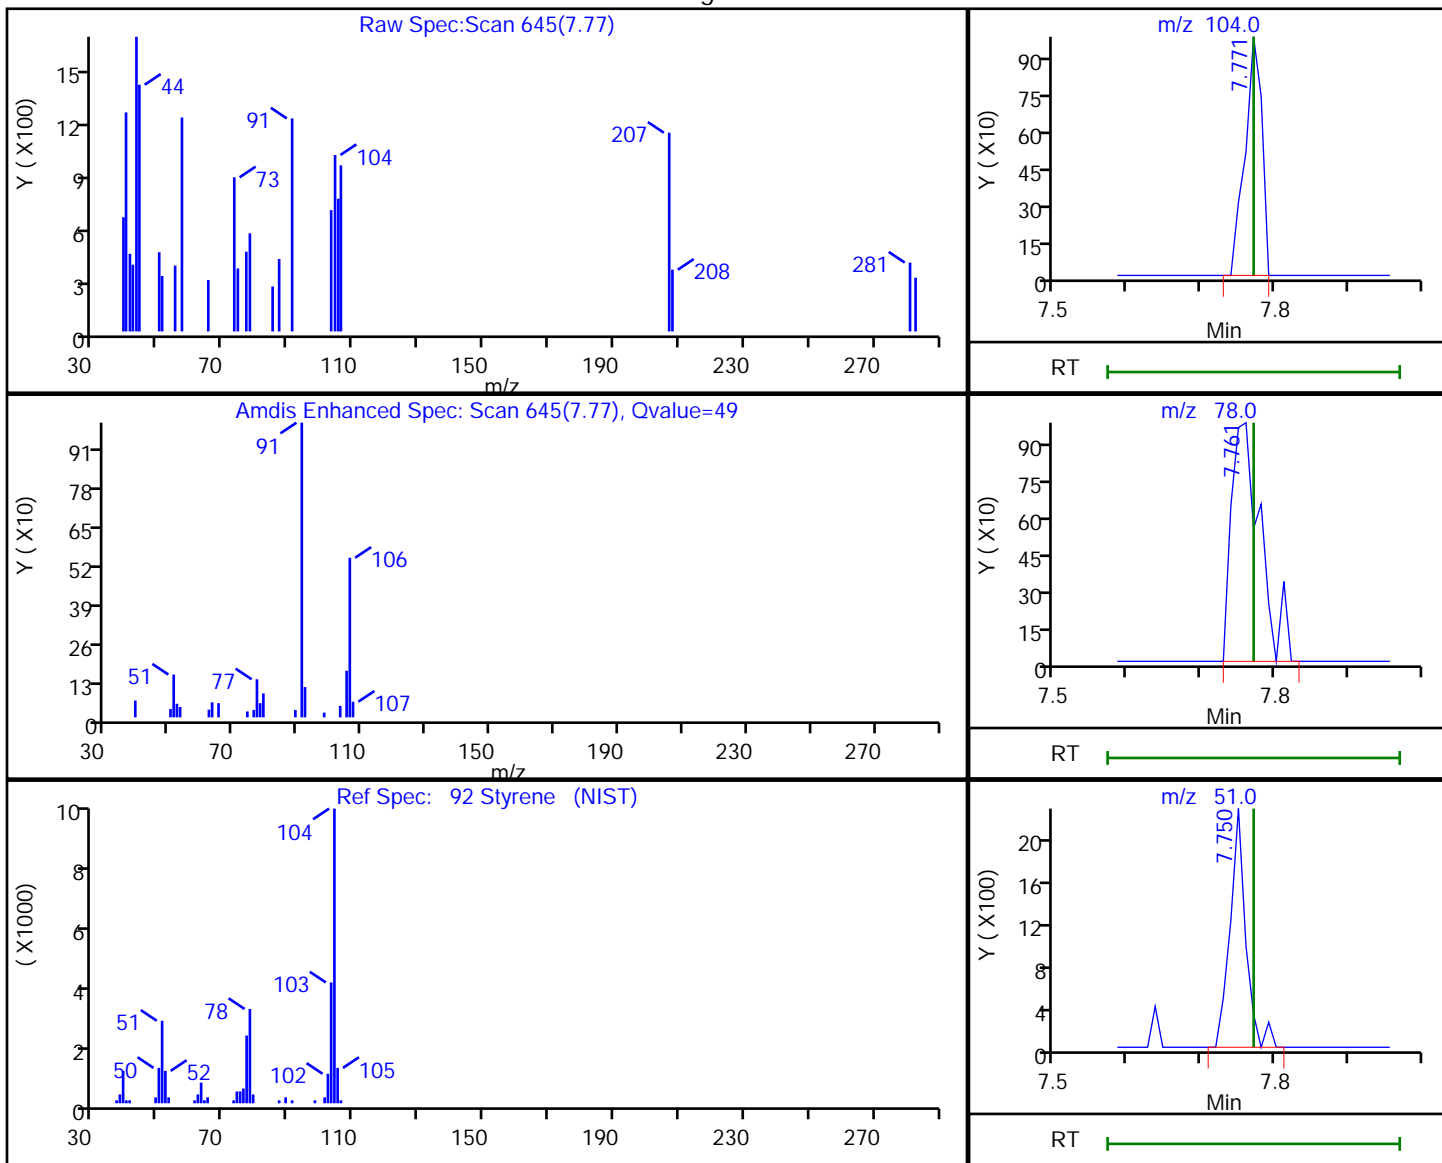 g
Raw Spec:Scan 645(7.77)
Y ( X100)
15
12
9
6
3
0
44
91
73
104
207
208
281
30 70 110 150 190 230 270
m/z
m/z 104.0
Y ( X10)
90
75
60
45
30
15
0
7.771
7.5 7.8
Min
RT
Amdis Enhanced Spec: Scan 645(7.77), Qvalue=49
Y ( X10)
91
78
65
52
39
26
13
0
91
106
51
77
107
30 70 110 150 190 230 270
m/z
m/z 78.0
Y ( X10)
90
75
60
45
30
15
0
7.761
7.5 7.8
Min
RT
Ref Spec: 92 Styrene (NIST)
( X1000)
10
8
6
4
2
0
104
103
78
51
50
52
102
105
30 70 110 150 190 230 270
m/z 51.0
Y ( X100)
20
16
12
8
4
0
7.750
7.5 7.8
Min
RT